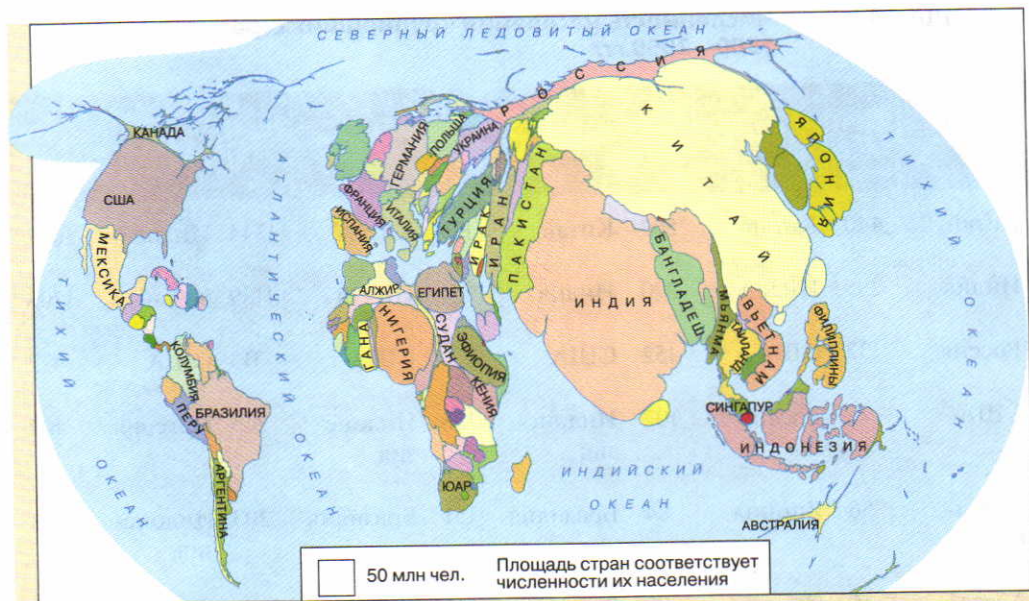 СЕВЕРНЫЙ ЛЕДОВИТЫЙ ОКЕАН
РОССИЯ
КАНАДА
США
МЕКСИКА
АТЛАНТИЧЕСКИЙ
ОКЕАН
ТИХИЙ
ОКЕАН
ГЕРМАНИЯ
ПОЛЬША
УКРАИНА
ФРАНЦИЯ
ИСПАНИЯ
ИТАЛИЯ
ТУРЦИЯ
ИРАК
ИРАН
ПАКИСТАН
КИТАЙ
ЯПОНИЯ
ТИХИЙ
ОКЕАН
АЛЖИР
ЕГИПЕТ
ГАНА
НИГЕРИЯ
СУДАН
ЭФИОПИЯ
КЕНИЯ
ЮАР
ИНДИЯ
БАНГЛАДЕШ
МЬЯНМА
ТАИЛАНД
ВЬЕТНАМ
ФИЛИППИНЫ
СИНГАПУР
ИНДОНЕЗИЯ
КОЛУМБИЯ
ПЕРУ
БРАЗИЛИЯ
АРГЕНТИНА
ИНДИЙСКИЙ
ОКЕАН
АВСТРАЛИЯ
50 млн чел.
Площадь стран соответствует
численности их населения